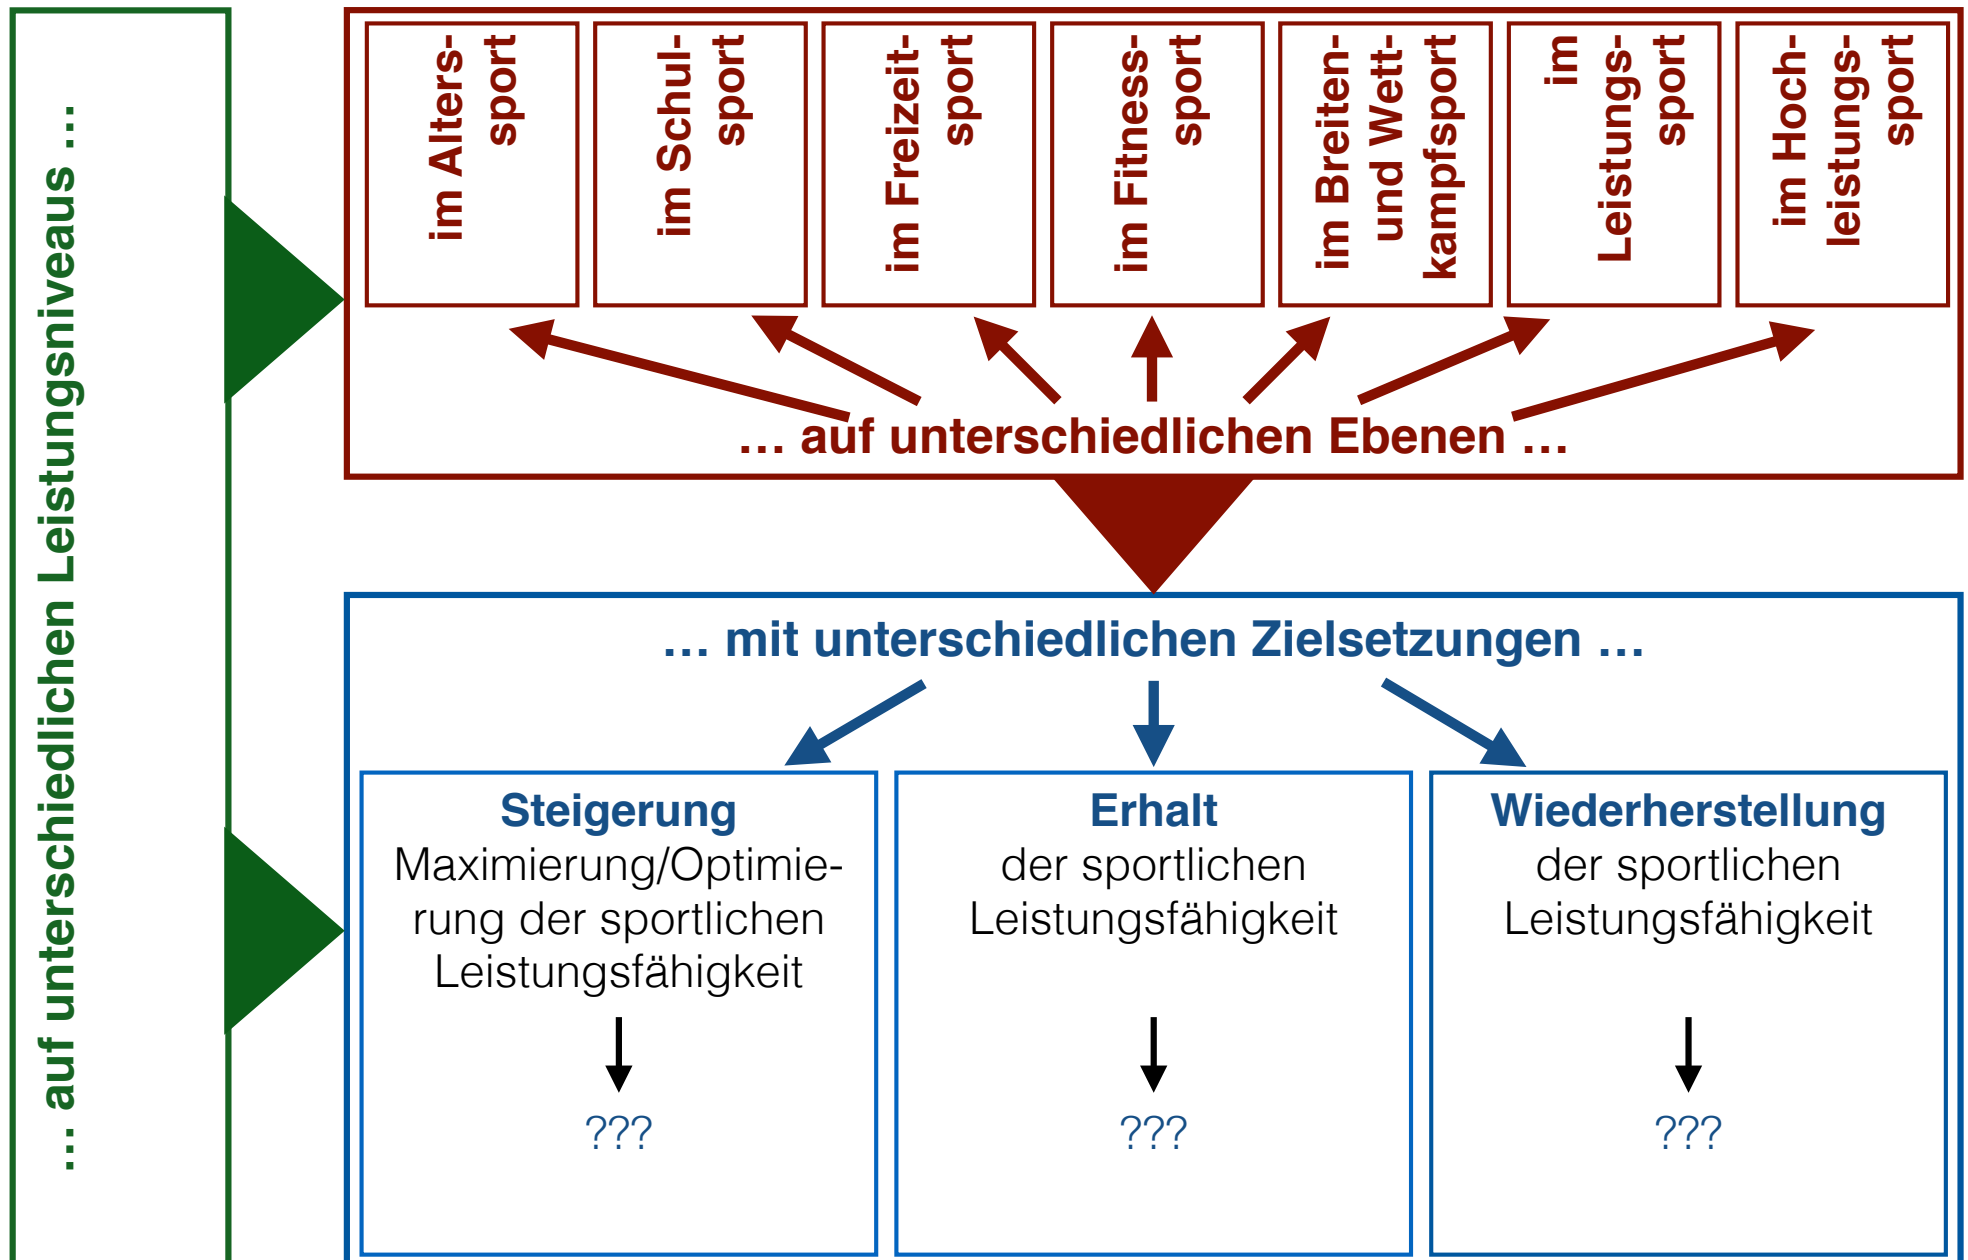 … auf unterschiedlichen Leistungsniveaus …
im Alters-
sport
im Schul-
sport
im Freizeit-
sport
im Fitness-
sport
im Breiten-
und Wett-
kampfsport
im
Leistungs-
sport
im Hoch-
leistungs-
sport
… auf unterschiedlichen Ebenen …
… mit unterschiedlichen Zielsetzungen …
Steigerung
Maximierung/Optimie-
rung der sportlichen
Leistungsfähigkeit
???
Erhalt
der sportlichen
Leistungsfähigkeit
???
Wiederherstellung
der sportlichen
Leistungsfähigkeit
???